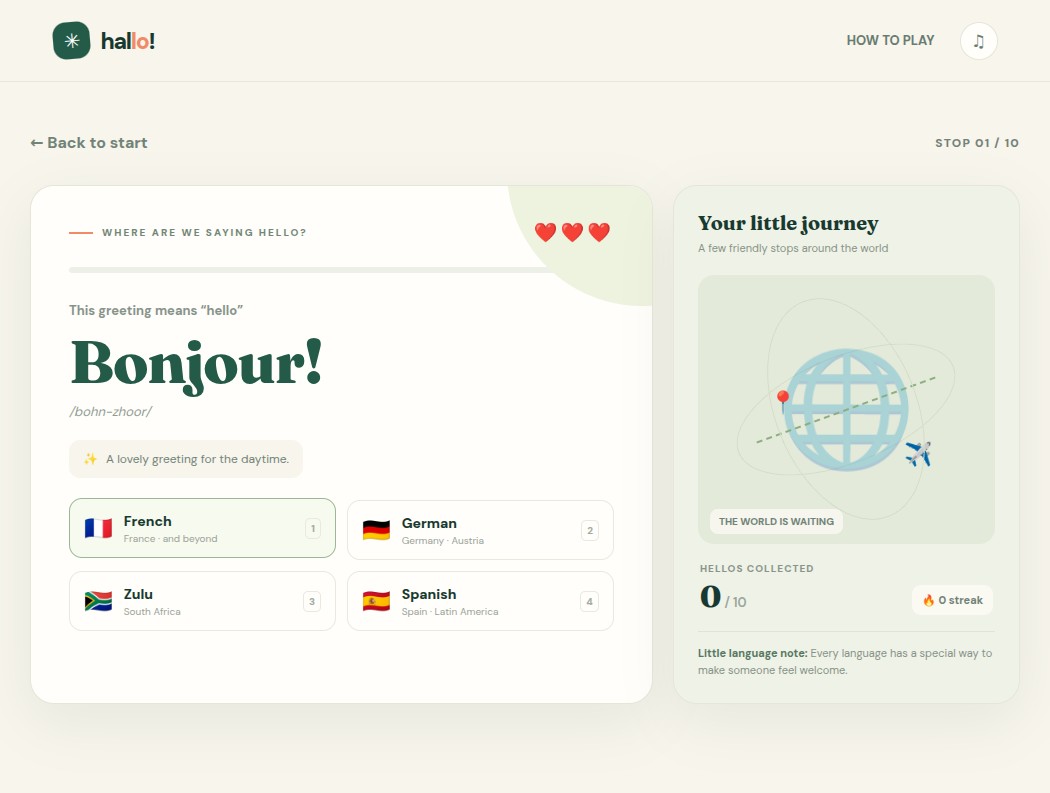 hallo!
HOW TO PLAY
← Back to start
STOP 01 / 10
WHERE ARE WE SAYING HELLO?
This greeting means “hello”
Bonjour!
/bohn-zhoor/
✨ A lovely greeting for the daytime.
French
France · and beyond
1
German
Germany · Austria
2
Zulu
South Africa
3
Spanish
Spain · Latin America
4
Your little journey
A few friendly stops around the world
THE WORLD IS WAITING
HELLOS COLLECTED
0 / 10
🔥 0 streak
Little language note: Every language has a special way to
make someone feel welcome.